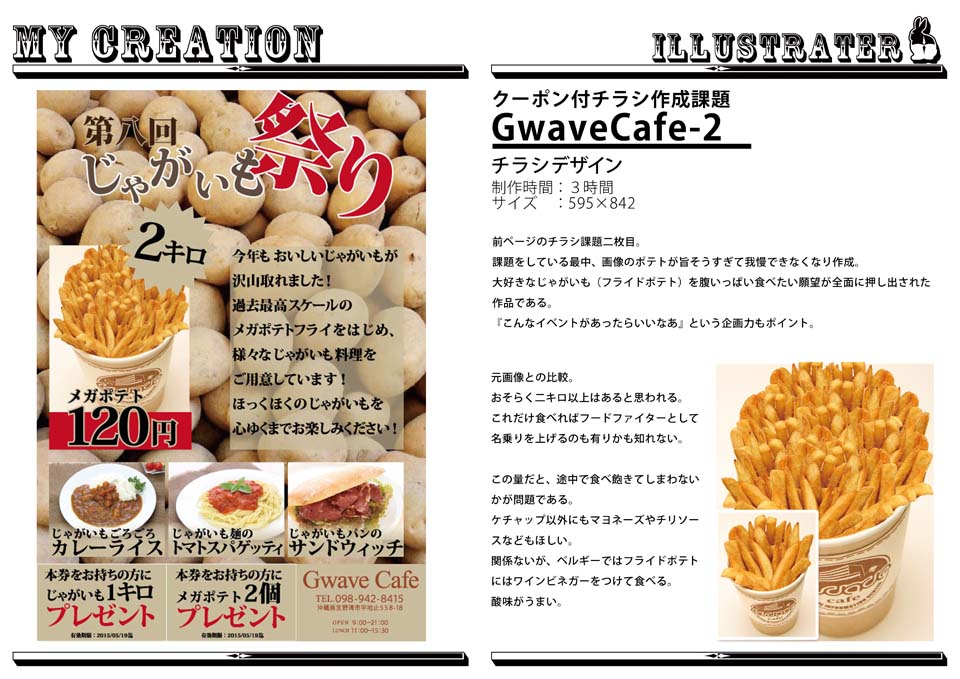 MY CREATION
ILLUSTRATER
第八回
じゃがいも祭り
2キロ
今年も おいしいじゃがいもが
沢山取れました！
過去最高スケールの
メガポテトフライをはじめ、
様々なじゃがいも料理を
ご用意しています！
ほっくほくのじゃがいもを
心ゆくまでお楽しみください！
メガポテト
120円
じゃがいもごろごろ
カレーライス
じゃがいも麺の
トマトスパゲッティ
じゃがいもパンの
サンドウィッチ
本券をお持ちの方に
じゃがいも1キロ
プレゼント
有効期限：2015/05/19迄
本券をお持ちの方に
メガポテト2個
プレゼント
有効期限：2015/05/19迄
Gwave Cafe
TEL.098-942-8415
沖縄県宜野湾市宇地泊558-18
OPEN 9:00~21:00
LUNCH 11:00~15:30
クーポン付チラシ作成課題
GwaveCafe-2
チラシデザイン
制作時間：３時間
サイズ　：595×842
前ページのチラシ課題二枚目。
課題をしている最中、画像のポテトが旨そうすぎて我慢できなくなり作成。
大好きなじゃがいも（フライドポテト）を腹いっぱい食べたい願望が全面に押し出された
作品である。
『こんなイベントがあったらいいなあ』という企画力もポイント。
元画像との比較。
おそらく二キロ以上はあると思われる。
これだけ食べればフードファイターとして
名乗りを上げるのも有りかも知れない。
この量だと、途中で食べ飽きてしまわない
かが問題である。
ケチャップ以外にもマヨネーズやチリソー
スなどもほしい。
関係ないが、ベルギーではフライドポテト
にはワインビネガーをつけて食べる。
酸味がうまい。
cafe